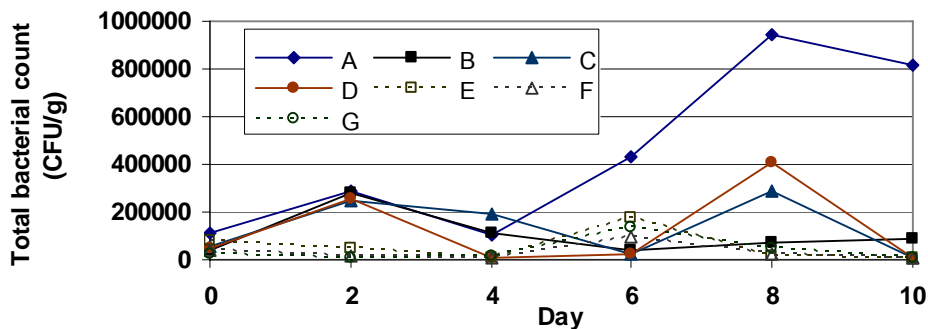 Total bacterial count
(CFU/g)
1000000
800000
600000
400000
200000
0
A B C
D E F
G
0 2 4 6 8 10
Day